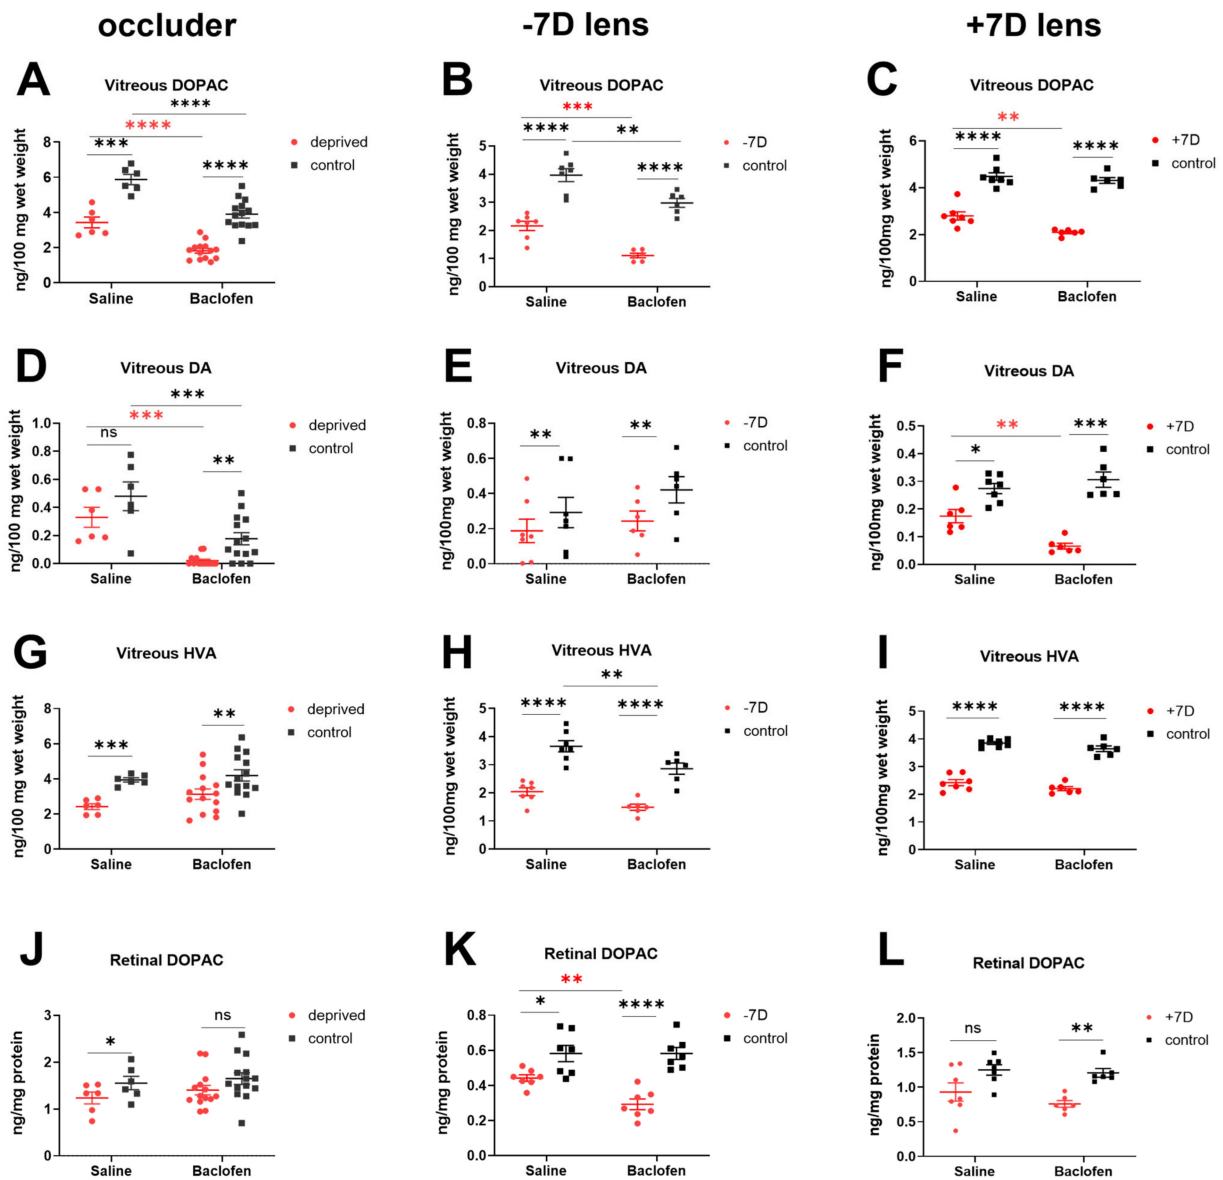 occluder
-7D lens
+7D lens
A
Vitreous DOPAC
****
****
***
****
deprived
control
ng/100 mg wet weight
8
6
4
2
0
Saline
Baclofen
B
Vitreous DOPAC
***
****
**
****
-7D
control
ng/100 mg wet weight
5
4
3
2
1
0
Saline
Baclofen
C
Vitreous DOPAC
**
****
****
+7D
control
ng/100mg wet weight
6
4
2
0
Saline
Baclofen
D
Vitreous DA
***
***
ns
**
deprived
control
ng/100 mg wet weight
1.0
0.8
0.6
0.4
0.2
0.0
Saline
Baclofen
E
Vitreous DA
**
**
-7D
control
ng/100mg wet weight
0.8
0.6
0.4
0.2
0.0
Saline
Baclofen
F
Vitreous DA
**
*
***
+7D
control
ng/100mg wet weight
0.5
0.4
0.3
0.2
0.1
0.0
Saline
Baclofen
G
Vitreous HVA
***
**
deprived
control
ng/100 mg wet weight
8
6
4
2
0
Saline
Baclofen
H
Vitreous HVA
**
****
****
-7D
control
ng/100mg wet weight
5
4
3
2
1
0
Saline
Baclofen
I
Vitreous HVA
****
****
+7D
control
ng/100mg wet weight
5
4
3
2
1
0
Saline
Baclofen
J
Retinal DOPAC
*
ns
deprived
control
ng/mg protein
3
2
1
0
Saline
Baclofen
K
Retinal DOPAC
**
*
****
-7D
control
ng/mg protein
0.8
0.6
0.4
0.2
0.0
Saline
Baclofen
L
Retinal DOPAC
ns
**
+7D
control
ng/mg protein
2.0
1.5
1.0
0.5
0.0
Saline
Baclofen